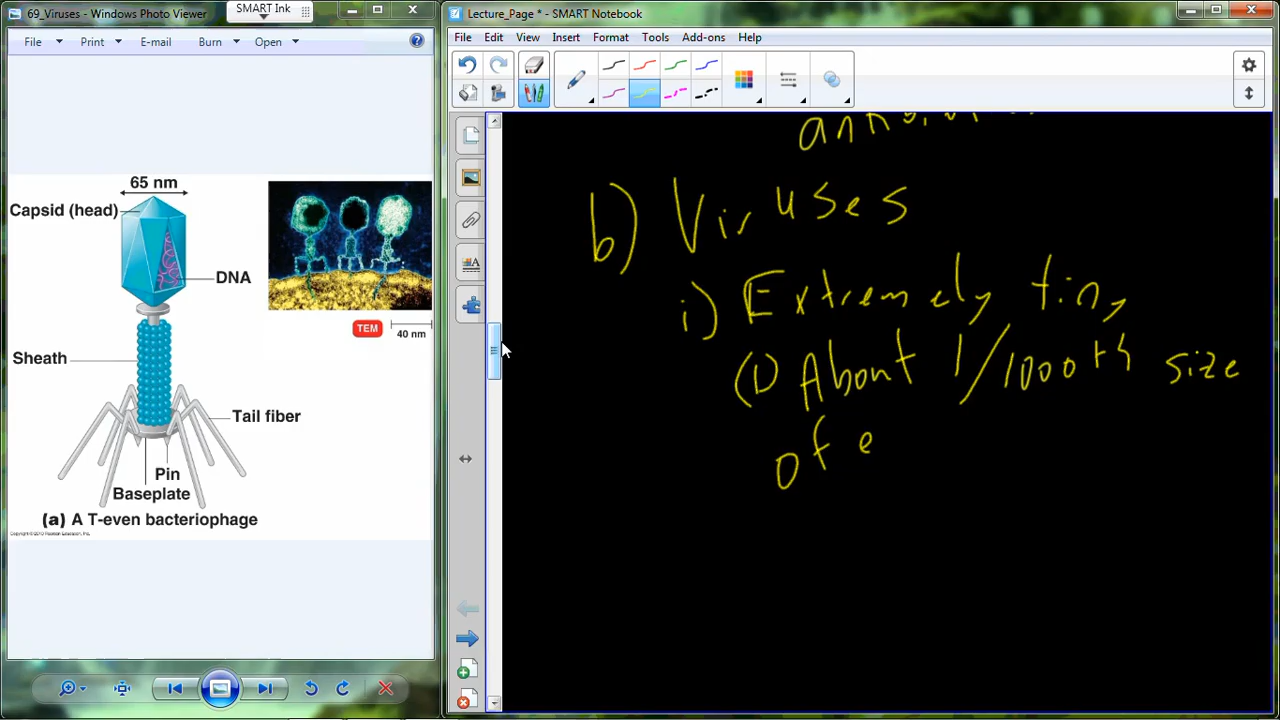 69_Viruses - Windows Photo Viewer
SMART Ink
File Print E-mail Burn Open
65 nm
Capsid (head)
DNA
TEM
40 nm
Sheath
Tail fiber
Pin
Baseplate
(a) A T-even bacteriophage
Lecture_Page * - SMART Notebook
File Edit View Insert Format Tools Add-ons Help
b) Viruses
i) Extremely tiny
(1) About 1/1000th size
of e